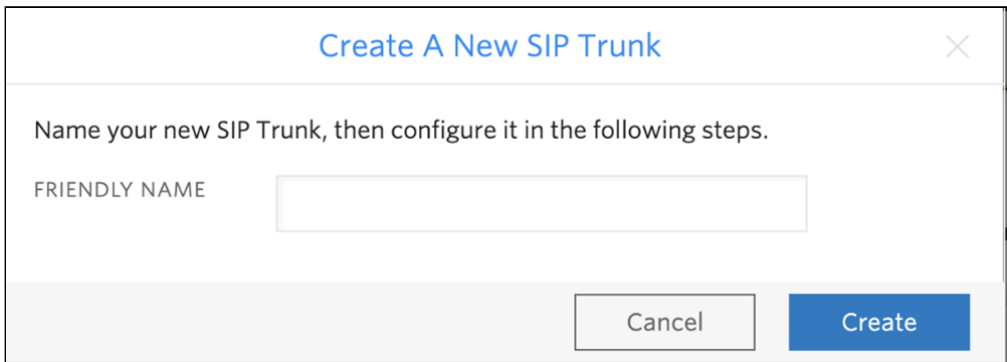 Create A New SIP Trunk
Name your new SIP Trunk, then configure it in the following steps.
FRIENDLY NAME
Cancel
Create